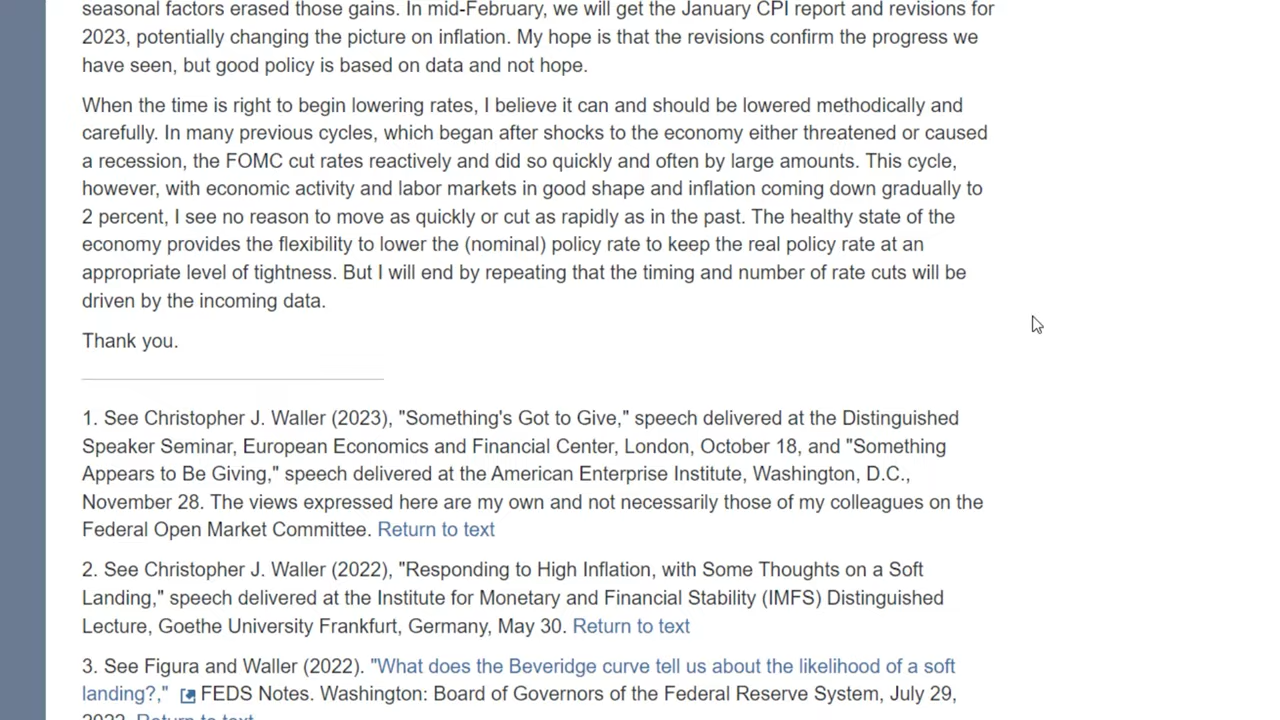 seasonal factors erased those gains. In mid-February, we will get the January CPI report and revisions for
2023, potentially changing the picture on inflation. My hope is that the revisions confirm the progress we
have seen, but good policy is based on data and not hope.
When the time is right to begin lowering rates, I believe it can and should be lowered methodically and
carefully. In many previous cycles, which began after shocks to the economy either threatened or caused
a recession, the FOMC cut rates reactively and did so quickly and often by large amounts. This cycle,
however, with economic activity and labor markets in good shape and inflation coming down gradually to
2 percent, I see no reason to move as quickly or cut as rapidly as in the past. The healthy state of the
economy provides the flexibility to lower the (nominal) policy rate to keep the real policy rate at an
appropriate level of tightness. But I will end by repeating that the timing and number of rate cuts will be
driven by the incoming data.
Thank you.
1. See Christopher J. Waller (2023), "Something's Got to Give," speech delivered at the Distinguished
Speaker Seminar, European Economics and Financial Center, London, October 18, and "Something
Appears to Be Giving," speech delivered at the American Enterprise Institute, Washington, D.C.,
November 28. The views expressed here are my own and not necessarily those of my colleagues on the
Federal Open Market Committee. Return to text
2. See Christopher J. Waller (2022), "Responding to High Inflation, with Some Thoughts on a Soft
Landing," speech delivered at the Institute for Monetary and Financial Stability (IMFS) Distinguished
Lecture, Goethe University Frankfurt, Germany, May 30. Return to text
3. See Figura and Waller (2022). "What does the Beveridge curve tell us about the likelihood of a soft
landing?," FEDS Notes. Washington: Board of Governors of the Federal Reserve System, July 29,
2022. Return to text